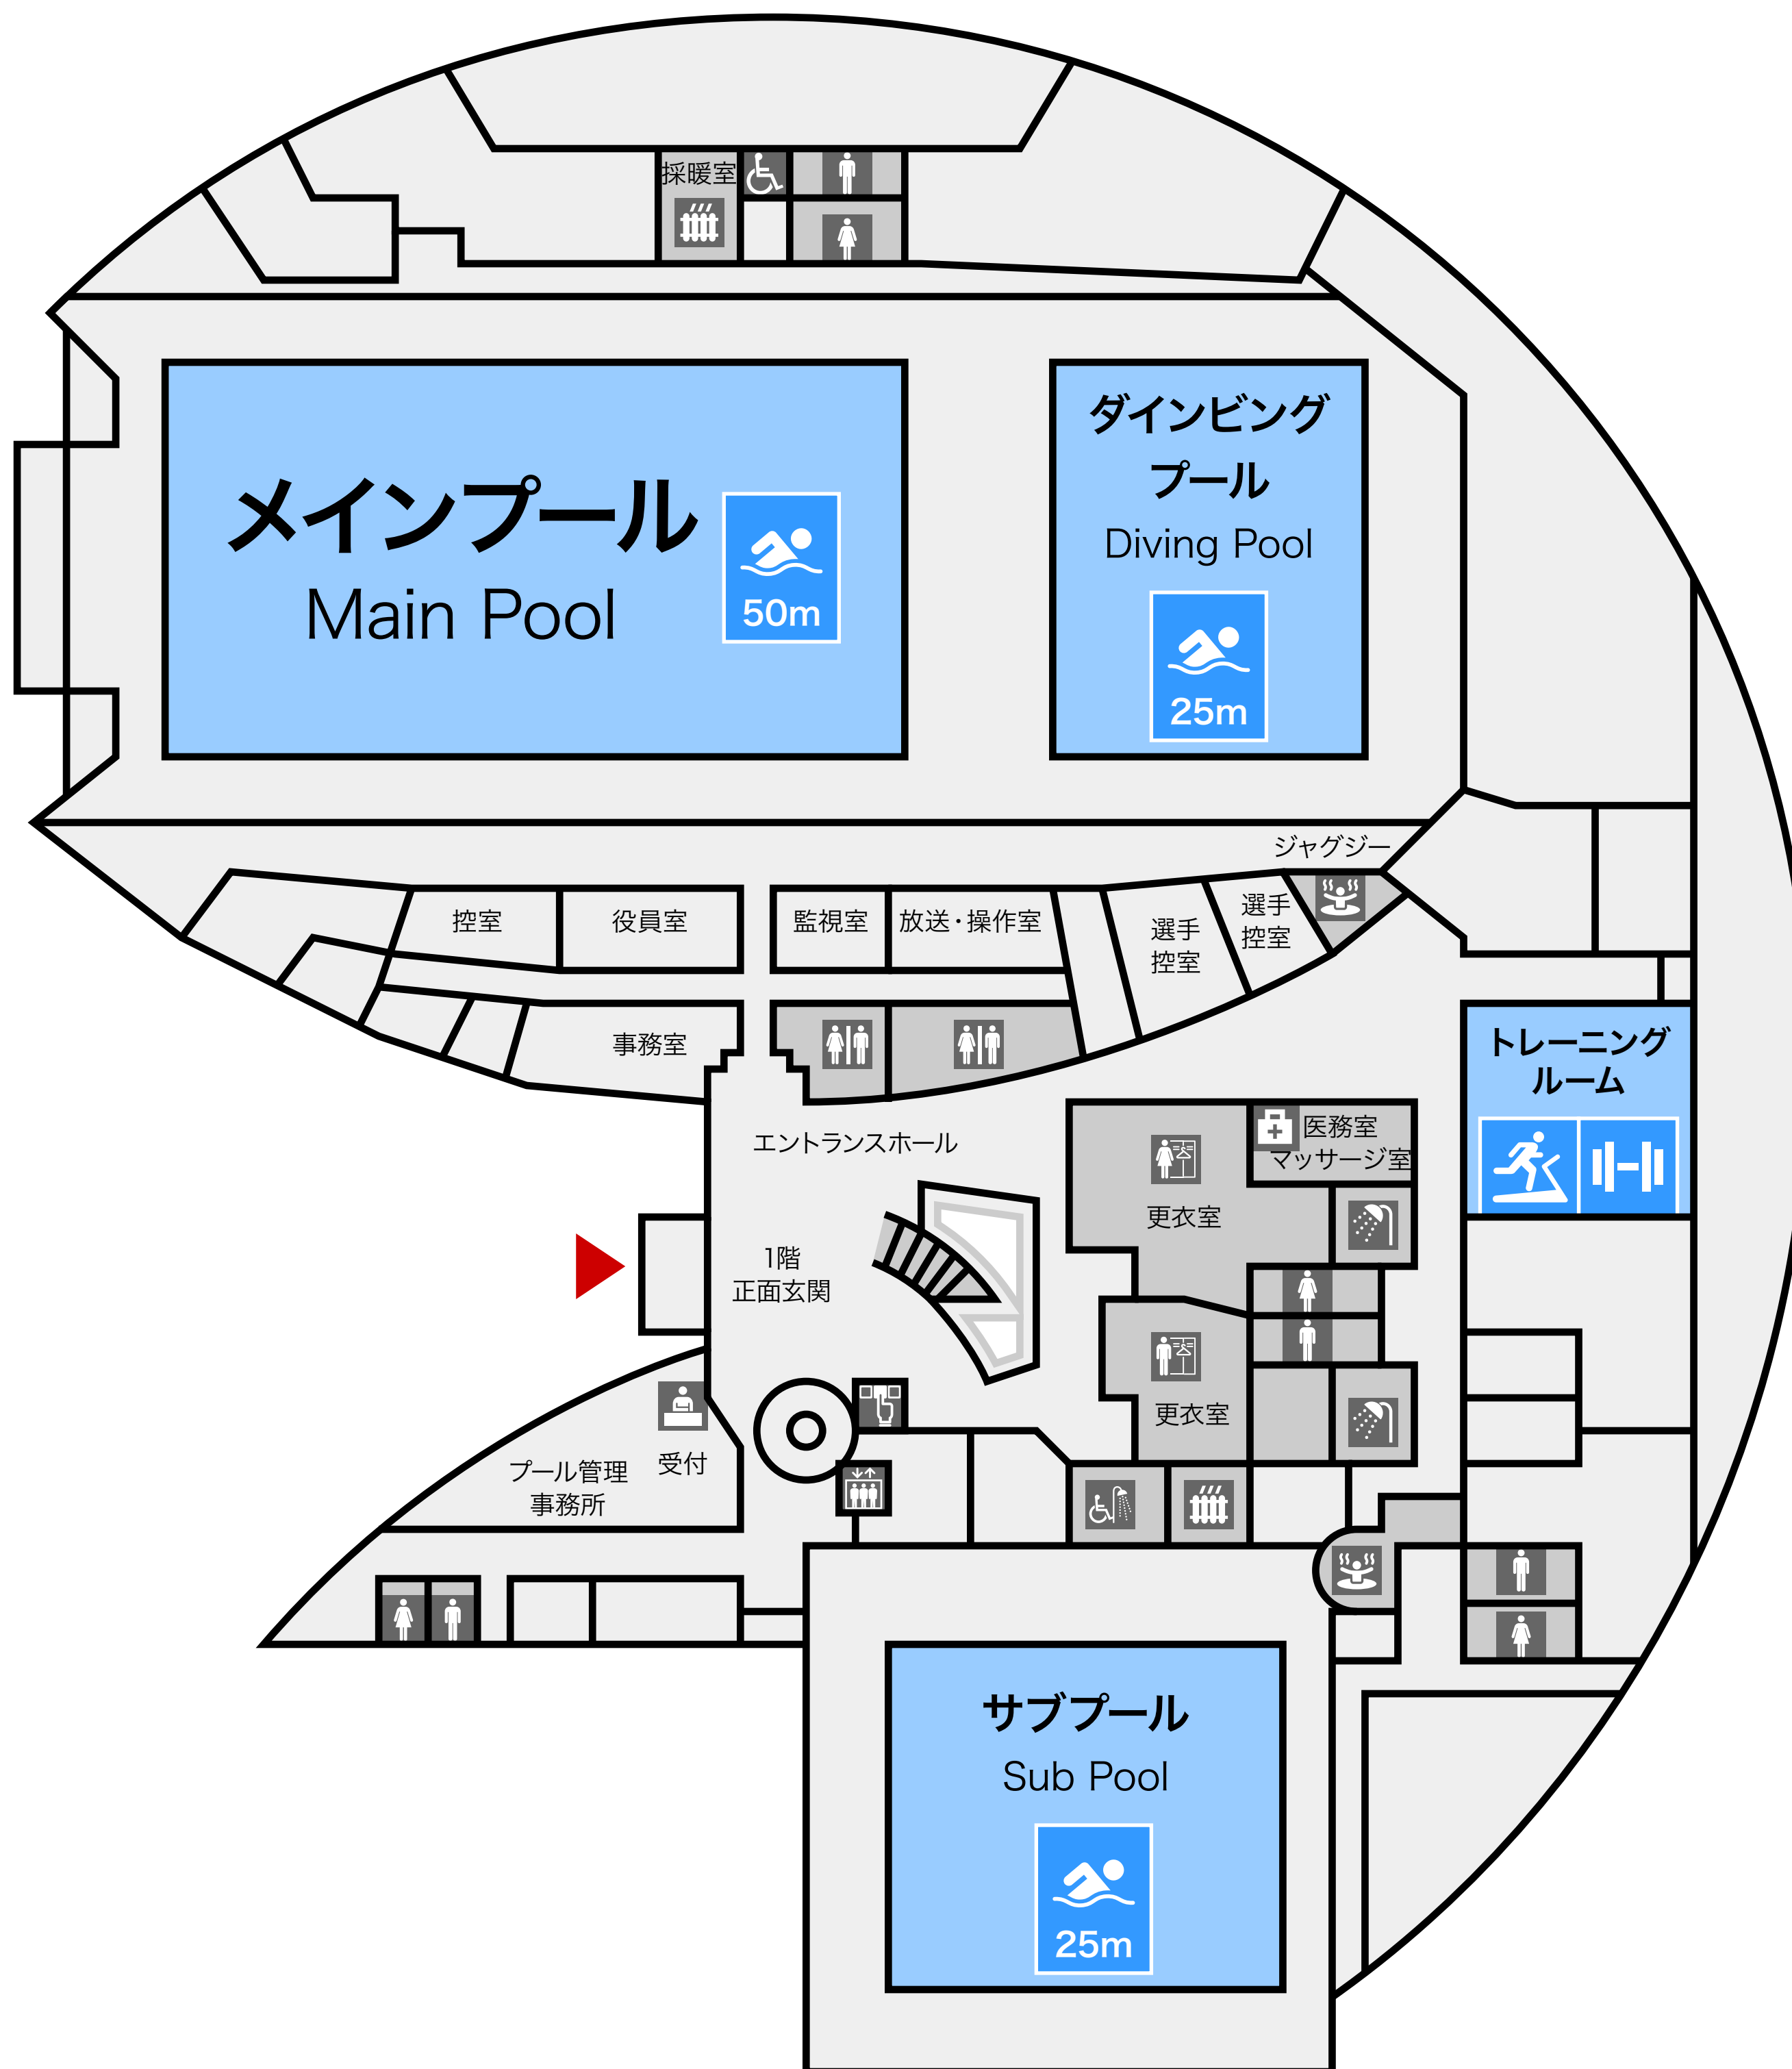 採暖室
メインプール
Main Pool
50m
ダインビング
プール
Diving Pool
25m
ジャグジー
控室
役員室
監視室
放送・操作室
選手
控室
選手
控室
事務室
トレーニング
ルーム
エントランスホール
医務室
マッサージ室
更衣室
1階
正面玄関
更衣室
受付
プール管理
事務所
サブプール
Sub Pool
25m